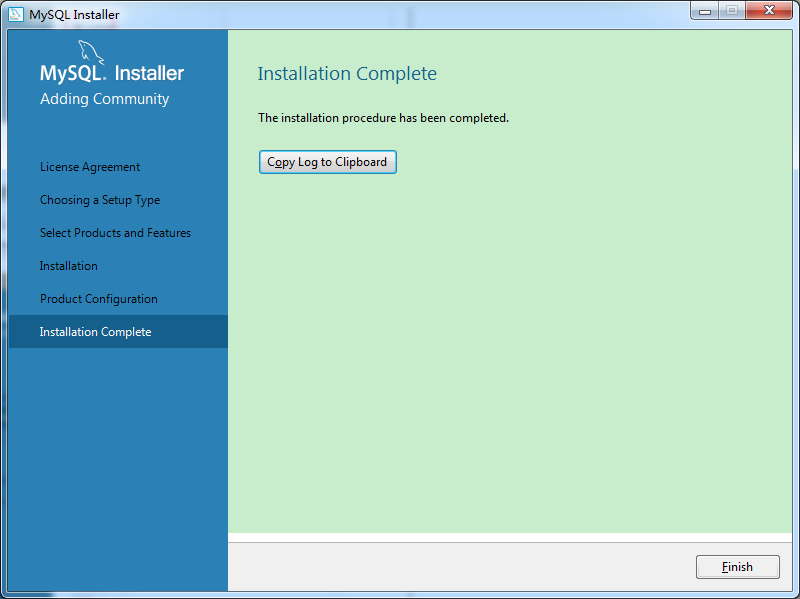 MySQL Installer
MySQL. Installer
Adding Community
License Agreement
Choosing a Setup Type
Select Products and Features
Installation
Product Configuration
Installation Complete
Installation Complete
The installation procedure has been completed.
Copy Log to Clipboard
Finish